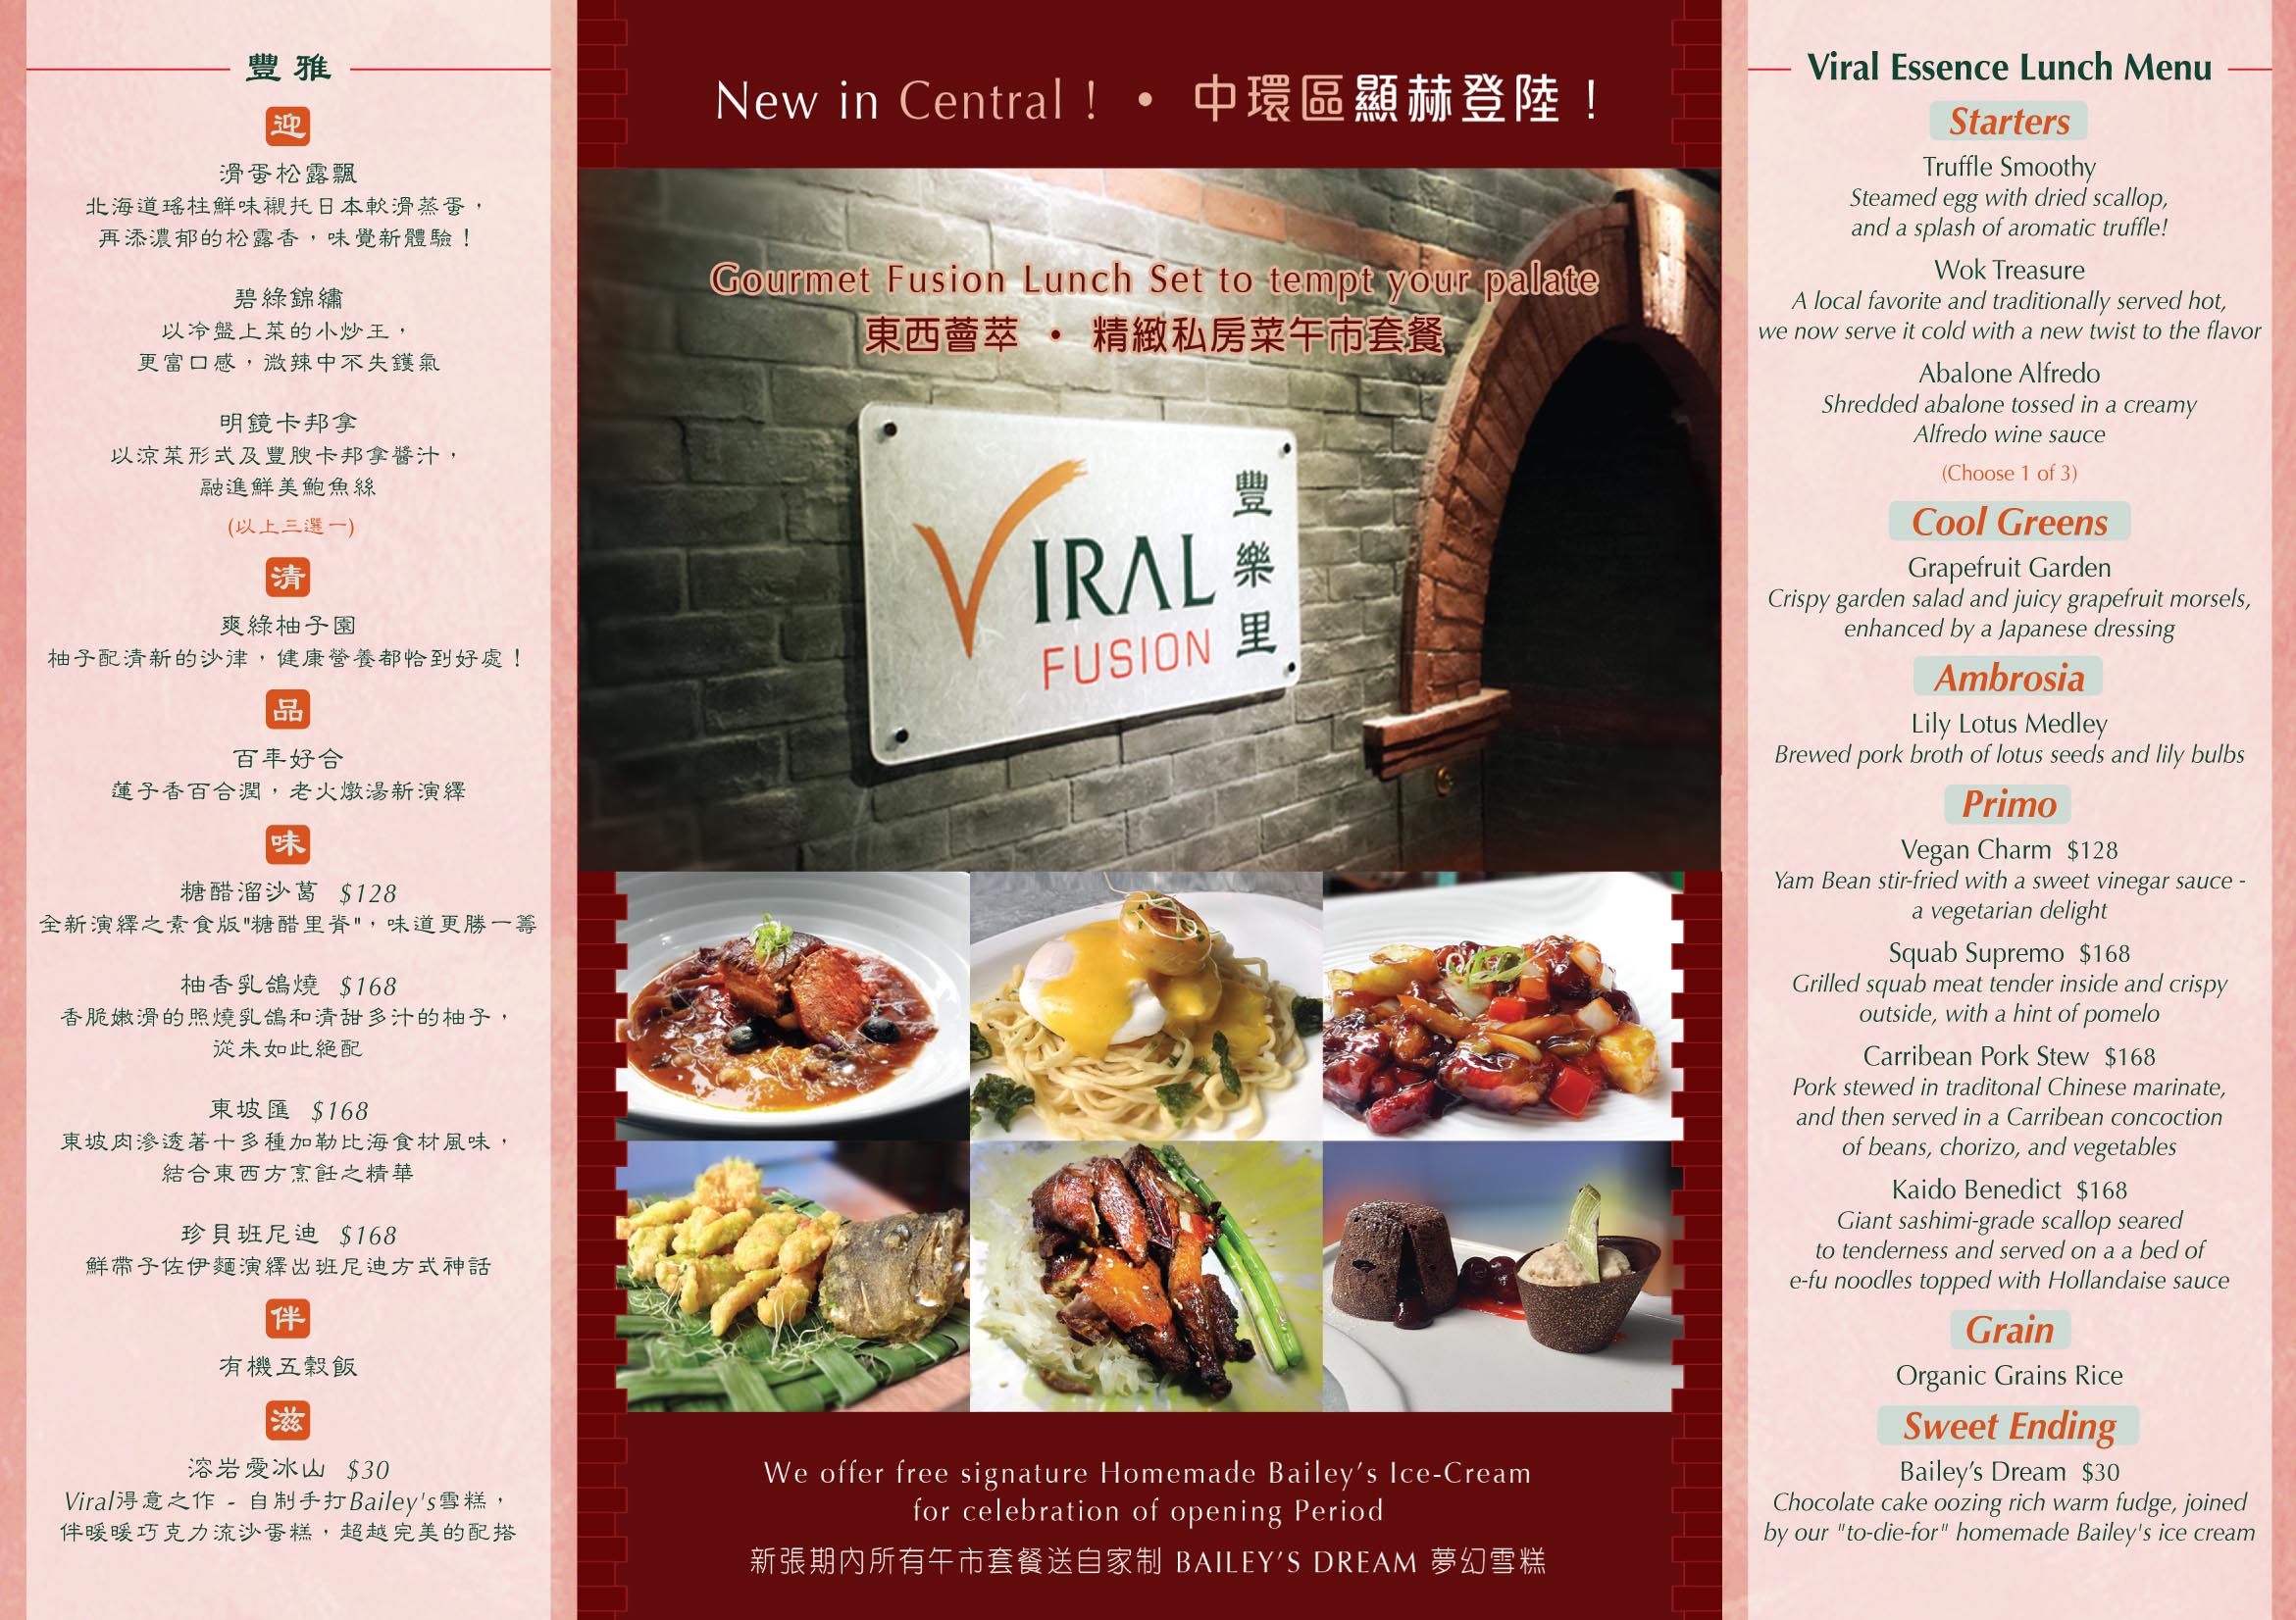 豐雅
迎
滑蛋松露飄
北海道瑤柱鮮味襯托日本軟滑蒸蛋，
再添濃郁的松露香，味覺新體驗！
碧綠錦繡
以冷盤上菜的小炒王，
更富口感，微辣中不失鑊氣
明鏡卡邦拿
以涼菜形式及豐腴卡邦拿醬汁，
融進鮮美鮑魚絲
(以上三選一)
清
爽綠柚子園
柚子配清新的沙津，健康營養都恰到好處！
品
百年好合
蓮子香百合潤，老火燉湯新演繹
味
糖醋溜沙葛 $128
全新演繹之素食版"糖醋里脊"，味道更勝一籌
柚香乳鴿燒 $168
香脆嫩滑的照燒乳鴿和清甜多汁的柚子，
從未如此絕配
東坡匯 $168
東坡肉滲透著十多種加勒比海食材風味，
結合東西方烹飪之精華
珍貝班尼迪 $168
鮮帶子佐伊麵演繹出班尼迪方式神話
伴
有機五穀飯
滋
溶岩愛冰山 $30
Viral得意之作 - 自制手打Bailey's雪糕，
伴暖暖巧克力流沙蛋糕，超越完美的配搭
New in Central ! • 中環區顯赫登陸 !
Gourmet Fusion Lunch Set to tempt your palate
東西薈萃 • 精緻私房菜午市套餐
VIRAL
FUSION
豐樂里
We offer free signature Homemade Bailey's Ice-Cream
for celebration of opening Period
新張期內所有午市套餐送自家制 BAILEY'S DREAM 夢幻雪糕
Viral Essence Lunch Menu
Starters
Truffle Smoothy
Steamed egg with dried scallop,
and a splash of aromatic truffle!
Wok Treasure
A local favorite and traditionally served hot,
we now serve it cold with a new twist to the flavor
Abalone Alfredo
Shredded abalone tossed in a creamy
Alfredo wine sauce
(Choose 1 of 3)
Cool Greens
Grapefruit Garden
Crispy garden salad and juicy grapefruit morsels,
enhanced by a Japanese dressing
Ambrosia
Lily Lotus Medley
Brewed pork broth of lotus seeds and lily bulbs
Primo
Vegan Charm $128
Yam Bean stir-fried with a sweet vinegar sauce -
a vegetarian delight
Squab Supremo $168
Grilled squab meat tender inside and crispy
outside, with a hint of pomelo
Carribean Pork Stew $168
Pork stewed in traditonal Chinese marinate,
and then served in a Carribean concoction
of beans, chorizo, and vegetables
Kaido Benedict $168
Giant sashimi-grade scallop seared
to tenderness and served on a a bed of
e-fu noodles topped with Hollandaise sauce
Grain
Organic Grains Rice
Sweet Ending
Bailey's Dream $30
Chocolate cake oozing rich warm fudge, joined
by our "to-die-for" homemade Bailey's ice cream